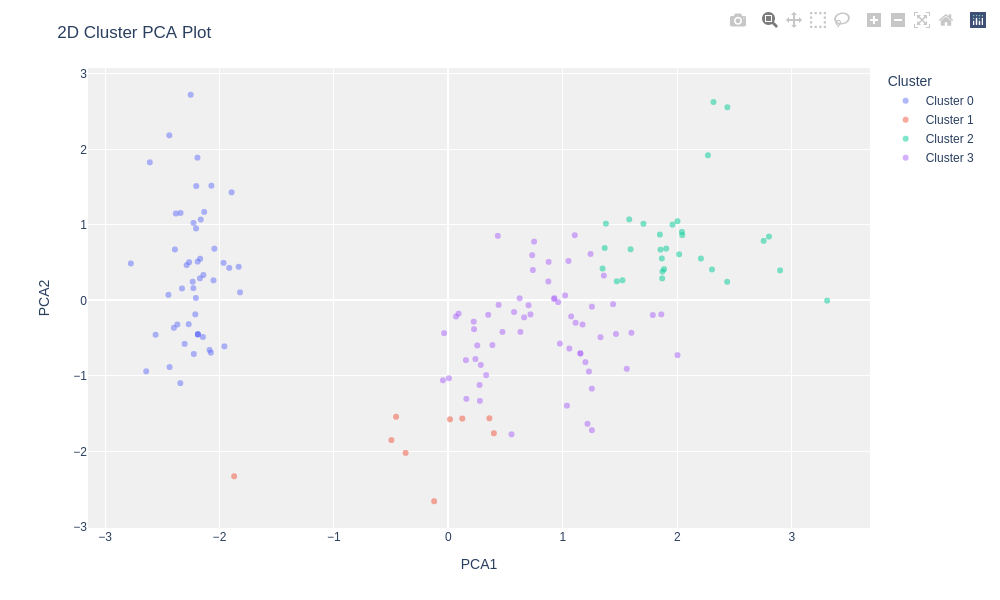 2D Cluster PCA Plot
Cluster
Cluster 0
Cluster 1
Cluster 2
Cluster 3
3
2
1
0
−1
−2
−3
PCA2
−3
−2
−1
0
1
2
3
PCA1